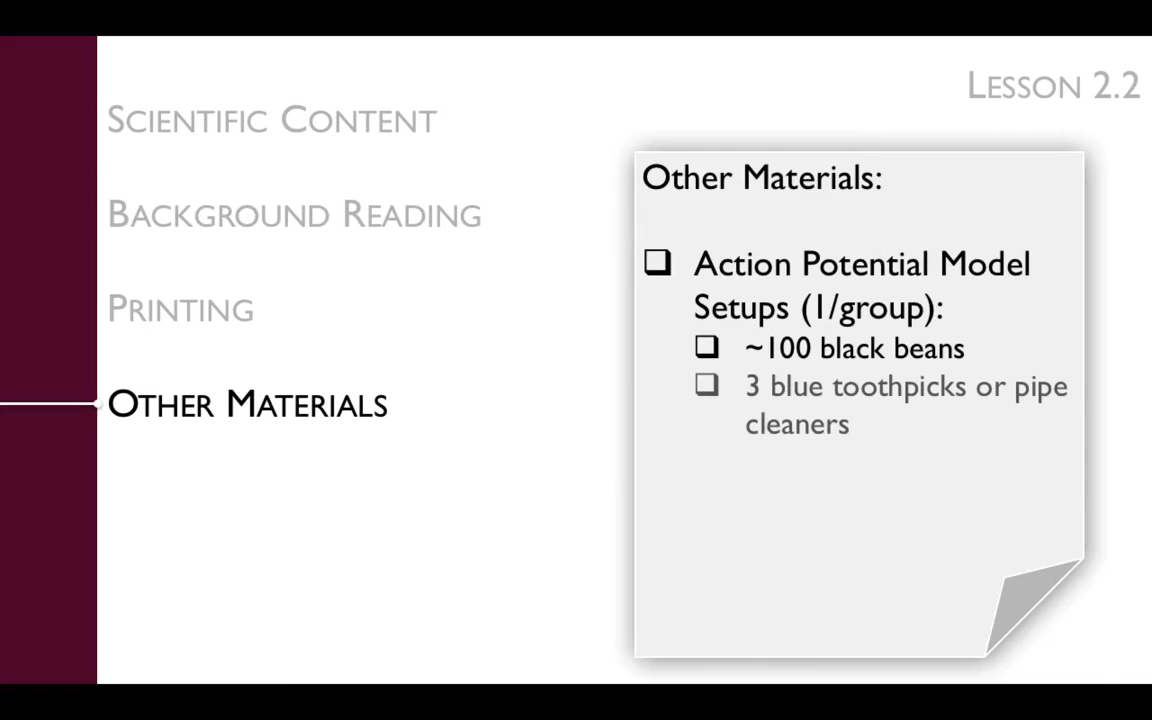 LESSON 2.2
SCIENTIFIC CONTENT
BACKGROUND READING
PRINTING
OTHER MATERIALS
Other Materials:
Action Potential Model
Setups (1/group):
~100 black beans
3 blue toothpicks or pipe
cleaners